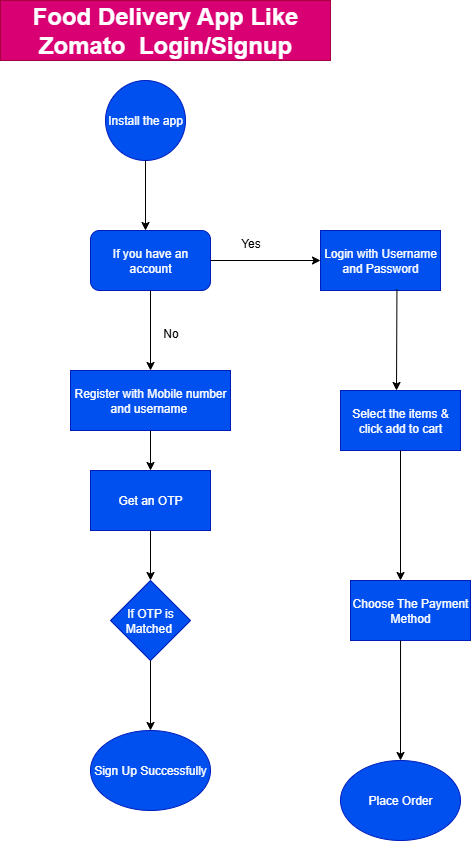 Food Delivery App Like
Zomato Login/Signup
Install the app
If you have an
account
Yes
Login with Username
and Password
No
Register with Mobile number
and username
Select the items &
click add to cart
Get an OTP
If OTP is
Matched
Choose The Payment
Method
Sign Up Successfully
Place Order